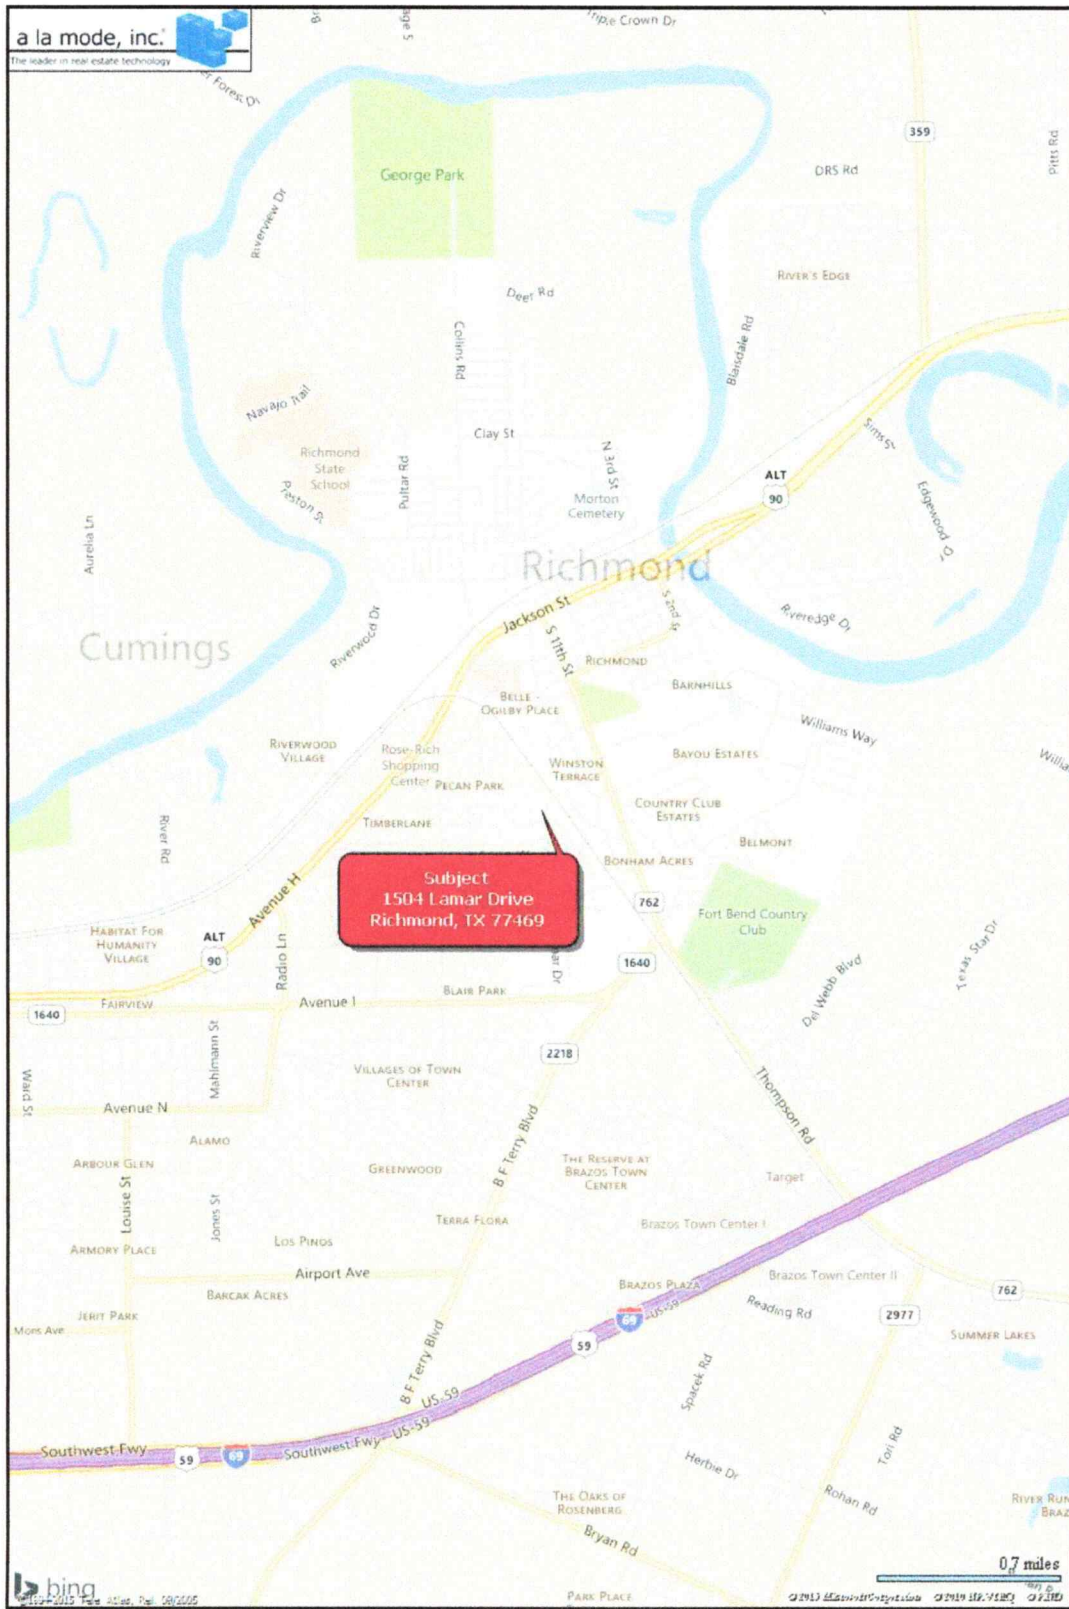 a la mode, inc.
The leader in real estate technology
Triple Crown Dr
359
Pitts Rd
DRS Rd
George Park
Riverview Dr
RIVER'S EDGE
Deer Rd
Collins Rd
Blaisdale Rd
Navajo Trail
Clay St
Sims St
Richmond
State
School
Pultar Rd
N 3rd St
ALT
90
Preston St
Morton
Cemetery
Edgewood Dr
Aurelia Ln
Richmond
Jackson St
S 2nd St
Riveredge Dr
Cumings
Riverwood Dr
S 11th St
RICHMOND
BARNHILLS
BELLE -
OGILBY PLACE
Williams Way
RIVERWOOD
VILLAGE
Rose-Rich
Shopping
Center
PECAN PARK
WINSTON
TERRACE
BAYOU ESTATES
COUNTRY CLUB
ESTATES
River Rd
TIMBERLANE
BELMONT
BONHAM ACRES
Subject
1504 Lamar Drive
Richmond, TX 77469
Avenue H
762
Fort Bend Country
Club
HABITAT FOR
HUMANITY
VILLAGE
ALT
90
Radio Ln
mar Dr
1640
Texas Star Dr
Del Webb Blvd
BLAIR PARK
FAIRVIEW
Avenue I
1640
Mahlmann St
2218
VILLAGES OF TOWN
CENTER
Ward St
Thompson Rd
Avenue N
ALAMO
B F Terry Blvd
ARBOUR GLEN
GREENWOOD
THE RESERVE AT
BRAZOS TOWN
CENTER
Target
Louise St
Jones St
TERRA FLORA
Brazos Town Center I
ARMORY PLACE
LOS PINOS
Airport Ave
BARCAK ACRES
BRAZOS PLAZA
Brazos Town Center II
762
JERIT PARK
Mons Ave
69
US-59
Reading Rd
2977
SUMMER LAKES
59
B F Terry Blvd
Spacek Rd
US-59
US-59
Southwest Fwy
59
69
Southwest Fwy
Tori Rd
Herbie Dr
Rohan Rd
THE OAKS OF
ROSENBERG
RIVER RUN
BRAZ
Bryan Rd
0.7 miles
bing
PARK PLACE